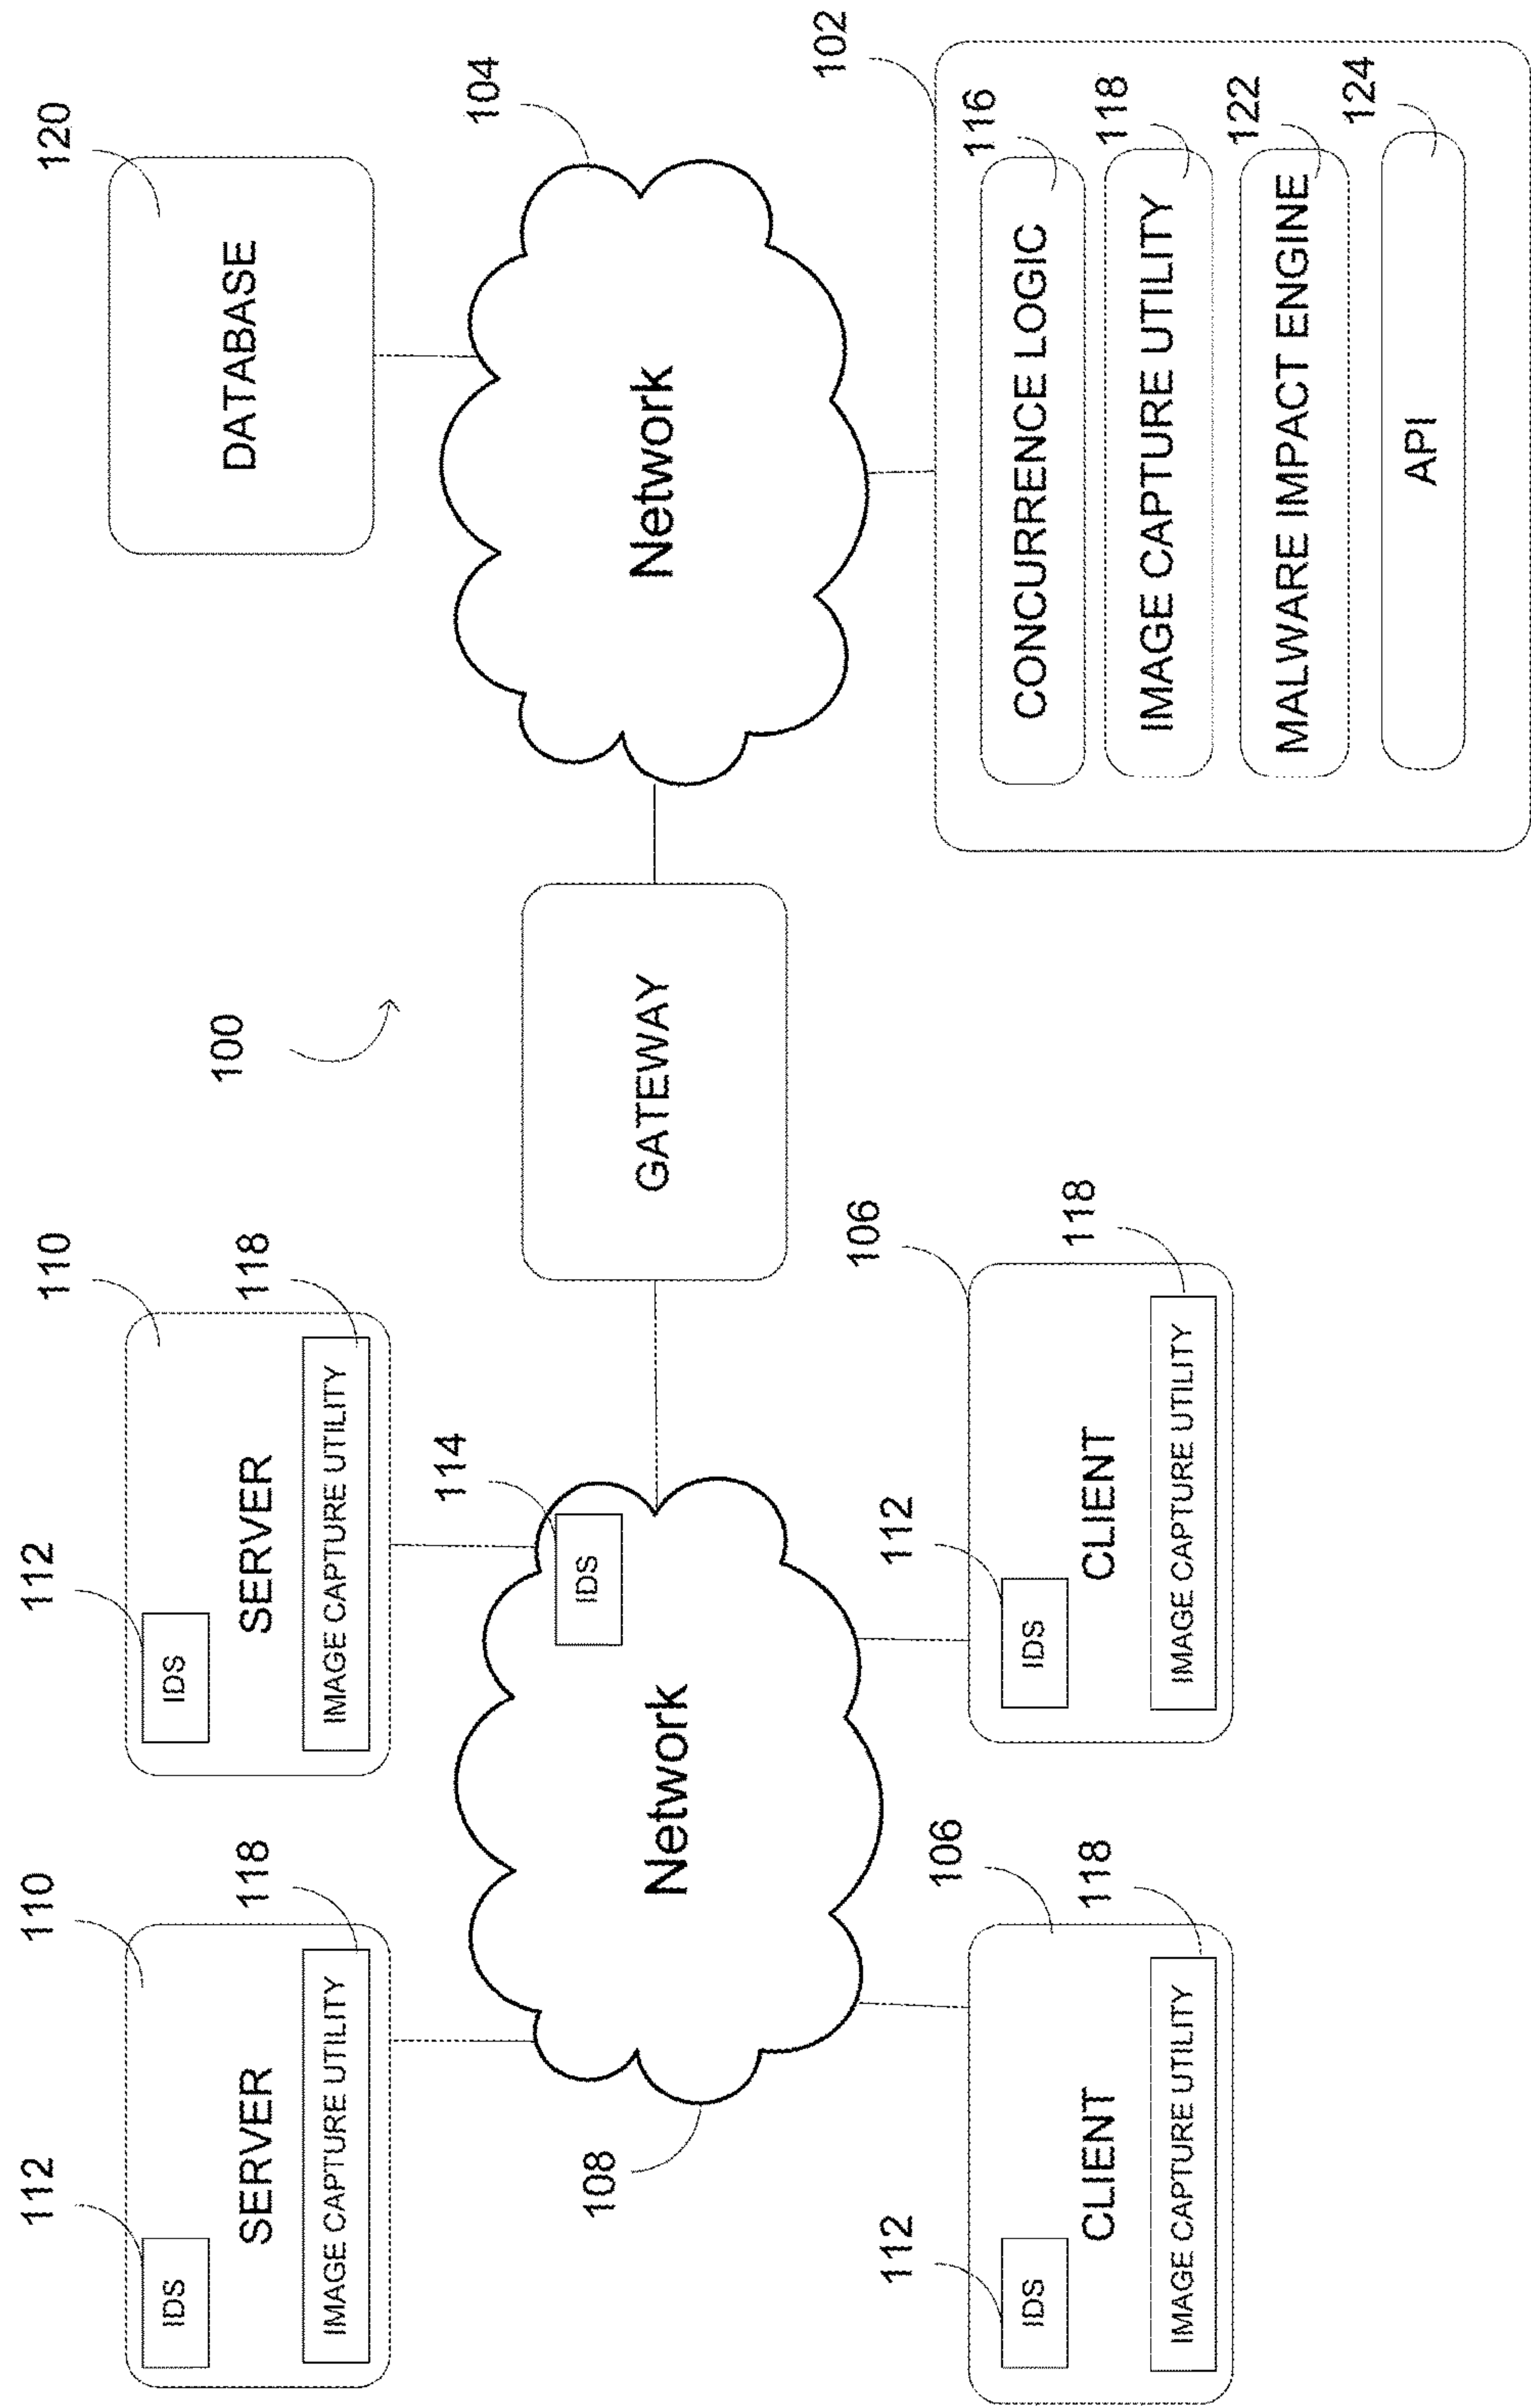 112
110
118
IDS
SERVER
IMAGE CAPTURE UTILITY
112
110
118
IDS
SERVER
IMAGE CAPTURE UTILITY
100
120
DATABASE
108
Network
114
IDS
GATEWAY
104
Network
112
106
118
IDS
CLIENT
IMAGE CAPTURE UTILITY
112
106
118
IDS
CLIENT
IMAGE CAPTURE UTILITY
102
116
CONCURRENCE LOGIC
118
IMAGE CAPTURE UTILITY
122
MALWARE IMPACT ENGINE
124
API